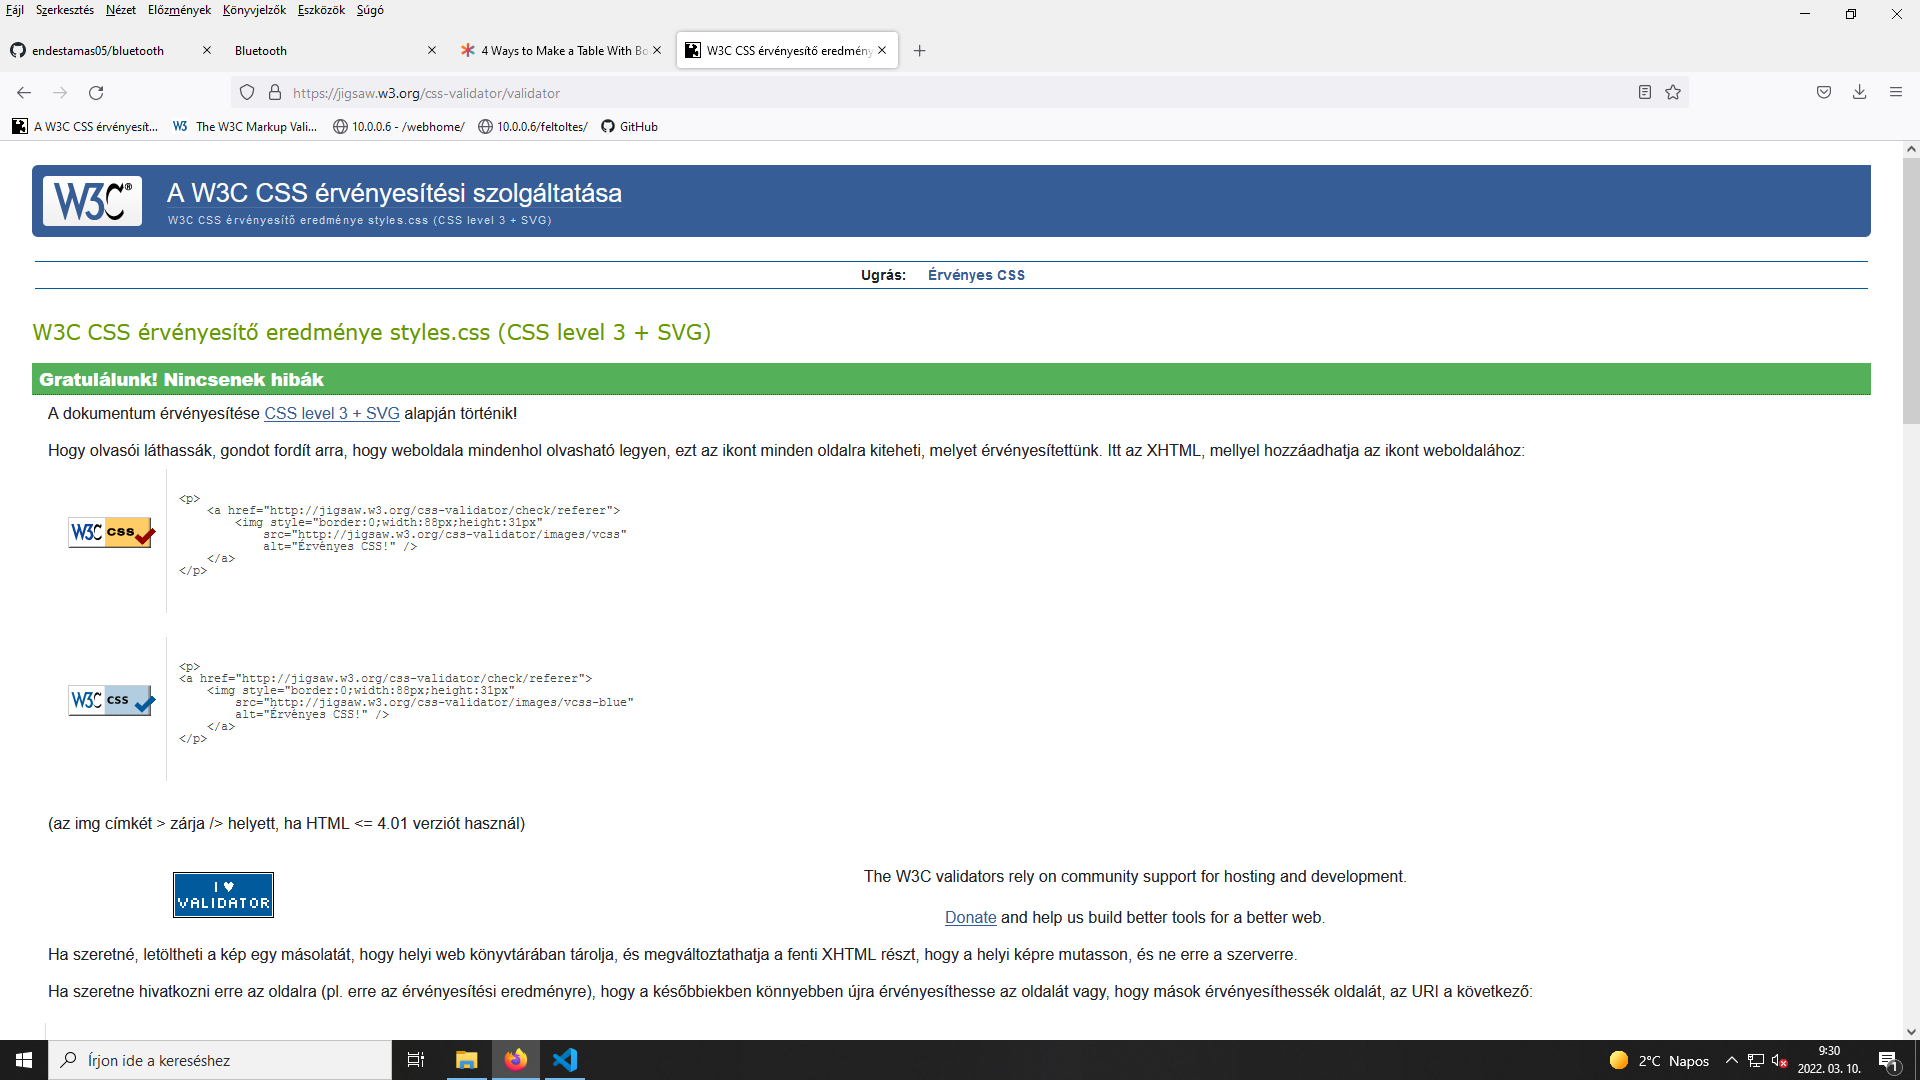 Fájl Szerkesztés Nézet Előzmények Könyvjelzők Eszközök Súgó
endestamas05/bluetooth
Bluetooth
4 Ways to Make a Table With Bo
W3C CSS érvényesítő eredmény
https://jigsaw.w3.org/css-validator/validator
A W3C CSS érvényesít...
W3 The W3C Markup Vali...
10.0.0.6 - /webhome/
10.0.0.6/feltoltes/
GitHub
W3C®
A W3C CSS érvényesítési szolgáltatása
W3C CSS érvényesítő eredménye styles.css (CSS level 3 + SVG)
Ugrás: Érvényes CSS
W3C CSS érvényesítő eredménye styles.css (CSS level 3 + SVG)
Gratulálunk! Nincsenek hibák
A dokumentum érvényesítése CSS level 3 + SVG alapján történik!
Hogy olvasói láthassák, gondot fordít arra, hogy weboldala mindenhol olvasható legyen, ezt az ikont minden oldalra kiteheti, melyet érvényesítettünk. Itt az XHTML, mellyel hozzáadhatja az ikont weboldalához:
W3C css
<p>
<a href="http://jigsaw.w3.org/css-validator/check/referer">
<img style="border:0;width:88px;height:31px"
src="http://jigsaw.w3.org/css-validator/images/vcss"
alt="Érvényes CSS!" />
</a>
</p>
W3C css
<p>
<a href="http://jigsaw.w3.org/css-validator/check/referer">
<img style="border:0;width:88px;height:31px"
src="http://jigsaw.w3.org/css-validator/images/vcss-blue"
alt="Érvényes CSS!" />
</a>
</p>
(az img címkét > zárja /> helyett, ha HTML <= 4.01 verziót használ)
I ♥
VALIDATOR
The W3C validators rely on community support for hosting and development.
Donate and help us build better tools for a better web.
Ha szeretné, letöltheti a kép egy másolatát, hogy helyi web könyvtárában tárolja, és megváltoztathatja a fenti XHTML részt, hogy a helyi képre mutasson, és ne erre a szerverre.
Ha szeretne hivatkozni erre az oldalra (pl. erre az érvényesítési eredményre), hogy a későbbiekben könnyebben újra érvényesíthesse az oldalát vagy, hogy mások érvényesíthessék oldalát, az URI a következő:
Írjon ide a kereséshez
2°C Napos
9:30
2022. 03. 10.
1